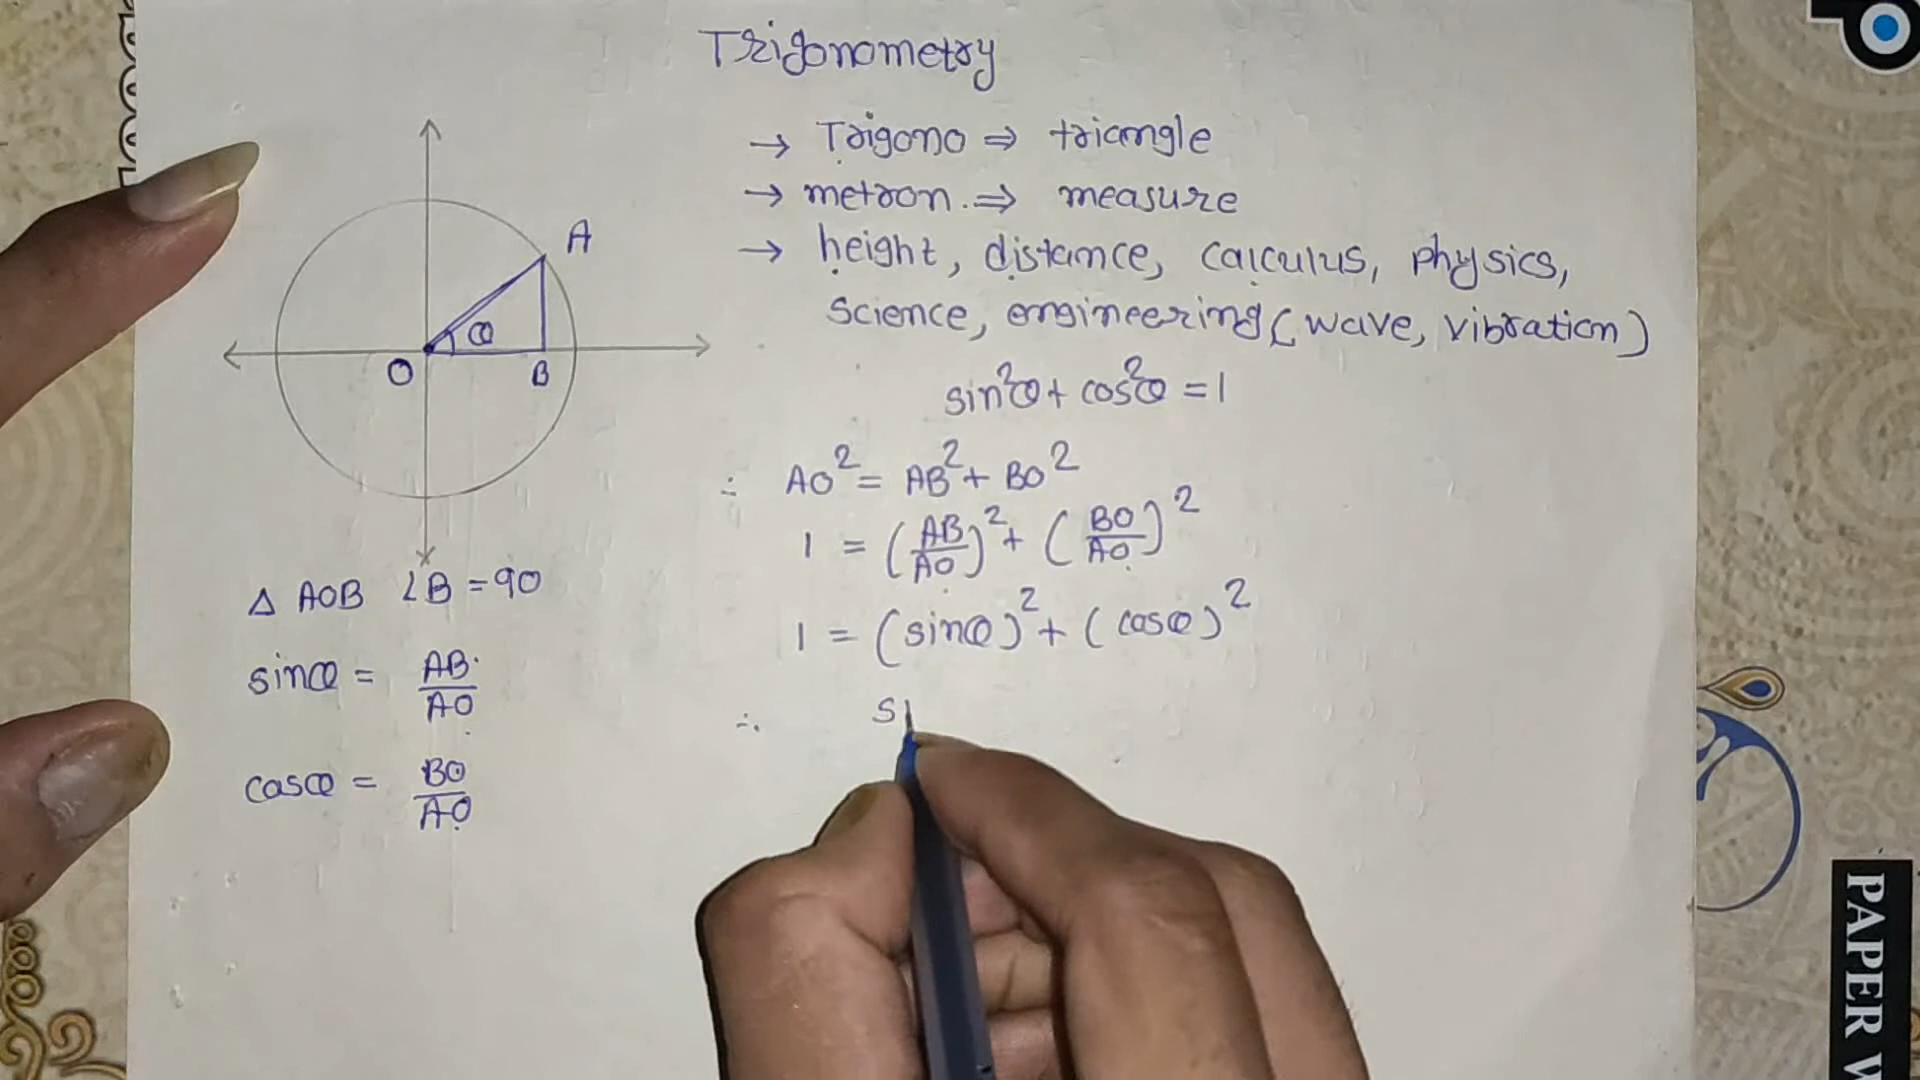 Trigonometry
→ Trigono ⇒ triangle
→ metron. ⇒ measure
→ height, distance, calculus, physics,
science, engineering (wave, vibration)
sin²θ + cos²θ = 1
A
θ
O
B
∴ AO² = AB² + BO²
1 = (AB/AO)² + (BO/AO)²
1 = (sinθ)² + (cosθ)²
∴ si
Δ AOB ∠B = 90
sinθ = AB/AO
cosθ = BO/AO
PAPER W